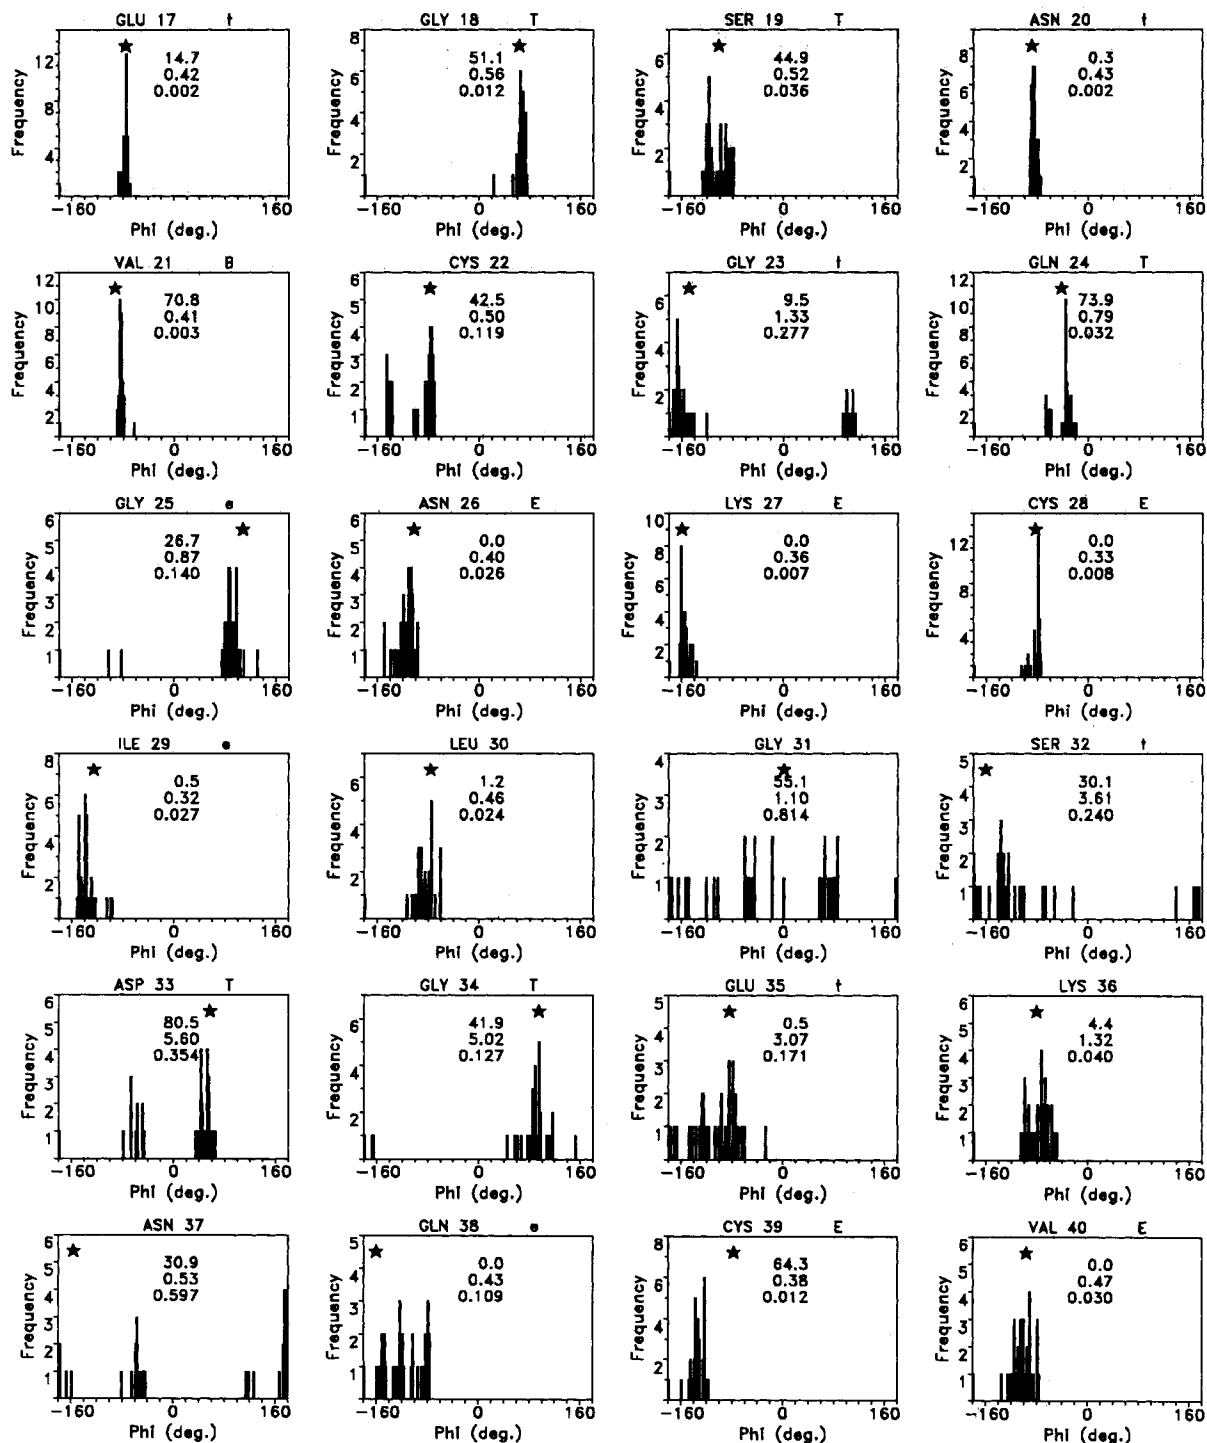 GLU 17 t
Frequency
12
8
4
14.7
0.42
0.002
-160 0 160
Phi (deg.)
GLY 18 T
Frequency
8
6
4
2
51.1
0.56
0.012
-160 0 160
Phi (deg.)
SER 19 T
Frequency
6
4
2
44.9
0.52
0.036
-160 0 160
Phi (deg.)
ASN 20 t
Frequency
8
6
4
2
0.3
0.43
0.002
-160 0 160
Phi (deg.)
VAL 21 B
Frequency
12
10
8
6
4
2
70.8
0.41
0.003
-160 0 160
Phi (deg.)
CYS 22
Frequency
6
5
4
3
2
1
42.5
0.50
0.119
-160 0 160
Phi (deg.)
GLY 23 t
Frequency
6
4
2
9.5
1.33
0.277
-160 0 160
Phi (deg.)
GLN 24 T
Frequency
12
10
8
6
4
2
73.9
0.79
0.032
-160 0 160
Phi (deg.)
GLY 25 e
Frequency
6
5
4
3
2
1
26.7
0.87
0.140
-160 0 160
Phi (deg.)
ASN 26 E
Frequency
6
5
4
3
2
1
0.0
0.40
0.026
-160 0 160
Phi (deg.)
LYS 27 E
Frequency
10
8
6
4
2
0.0
0.36
0.007
-160 0 160
Phi (deg.)
CYS 28 E
Frequency
12
8
4
0.0
0.33
0.008
-160 0 160
Phi (deg.)
ILE 29 e
Frequency
8
6
4
2
0.5
0.32
0.027
-160 0 160
Phi (deg.)
LEU 30
Frequency
6
4
2
1.2
0.46
0.024
-160 0 160
Phi (deg.)
GLY 31
Frequency
4
3
2
1
55.1
1.10
0.814
-160 0 160
Phi (deg.)
SER 32 t
Frequency
5
4
3
2
1
30.1
3.61
0.240
-160 0 160
Phi (deg.)
ASP 33 T
Frequency
6
5
4
3
2
1
80.5
5.60
0.354
-160 0 160
Phi (deg.)
GLY 34 T
Frequency
6
4
2
41.9
5.02
0.127
-160 0 160
Phi (deg.)
GLU 35 t
Frequency
5
4
3
2
1
0.5
3.07
0.171
-160 0 160
Phi (deg.)
LYS 36
Frequency
6
5
4
3
2
1
4.4
1.32
0.040
-160 0 160
Phi (deg.)
ASN 37
Frequency
6
5
4
3
2
1
30.9
0.53
0.597
-160 0 160
Phi (deg.)
GLN 38 e
Frequency
5
4
3
2
1
0.0
0.43
0.109
-160 0 160
Phi (deg.)
CYS 39 E
Frequency
8
6
4
2
64.3
0.38
0.012
-160 0 160
Phi (deg.)
VAL 40 E
Frequency
6
5
4
3
2
1
0.0
0.47
0.030
-160 0 160
Phi (deg.)